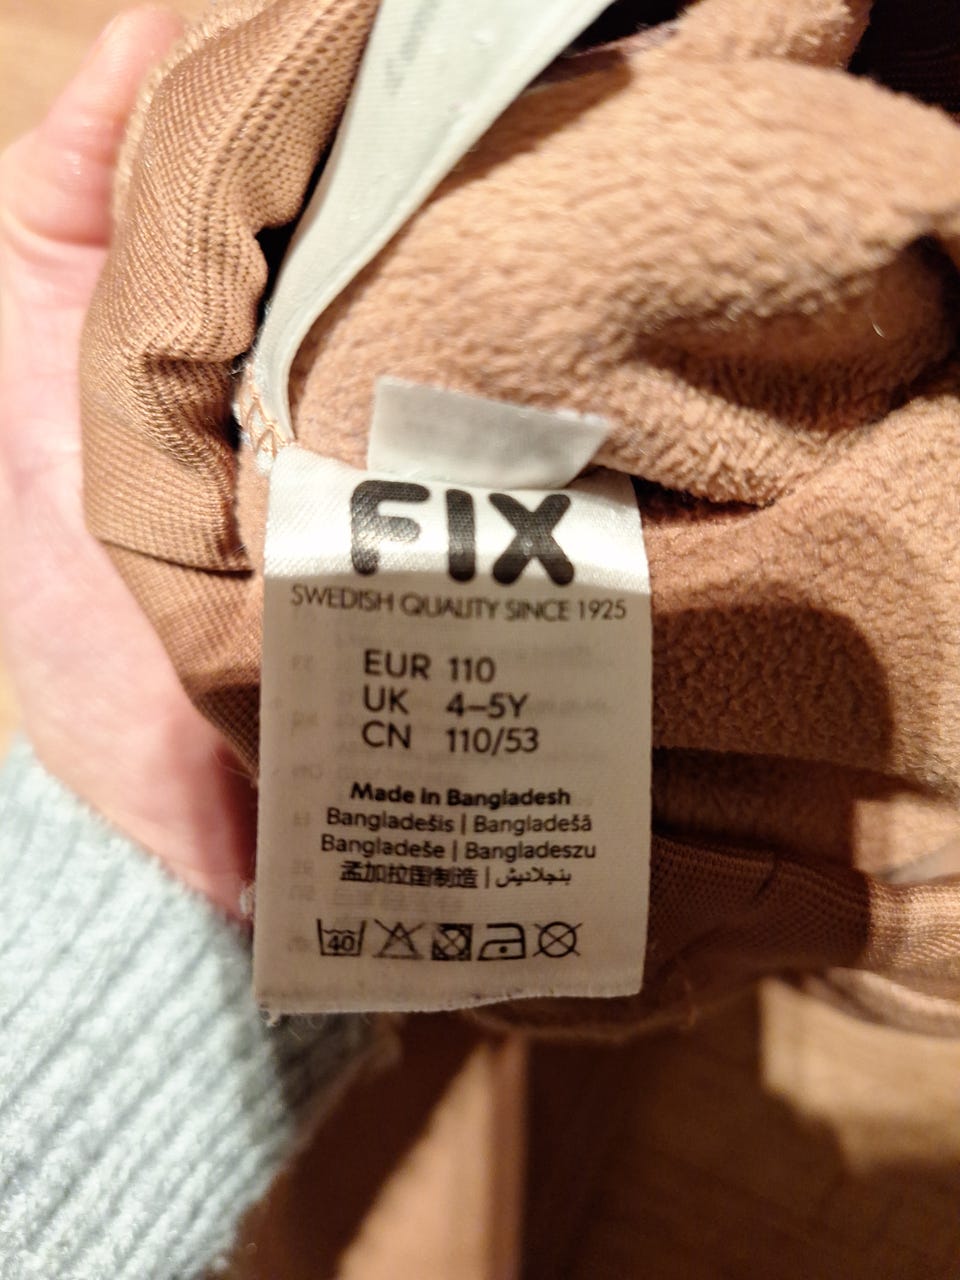 FIX
SWEDISH QUALITY SINCE 1925
EUR 110
UK 4–5Y
CN 110/53
Made in Bangladesh
Bangladešis | Bangladešā
Bangladeše | Bangladeszu
孟加拉国制造 | بنجلاديش
40